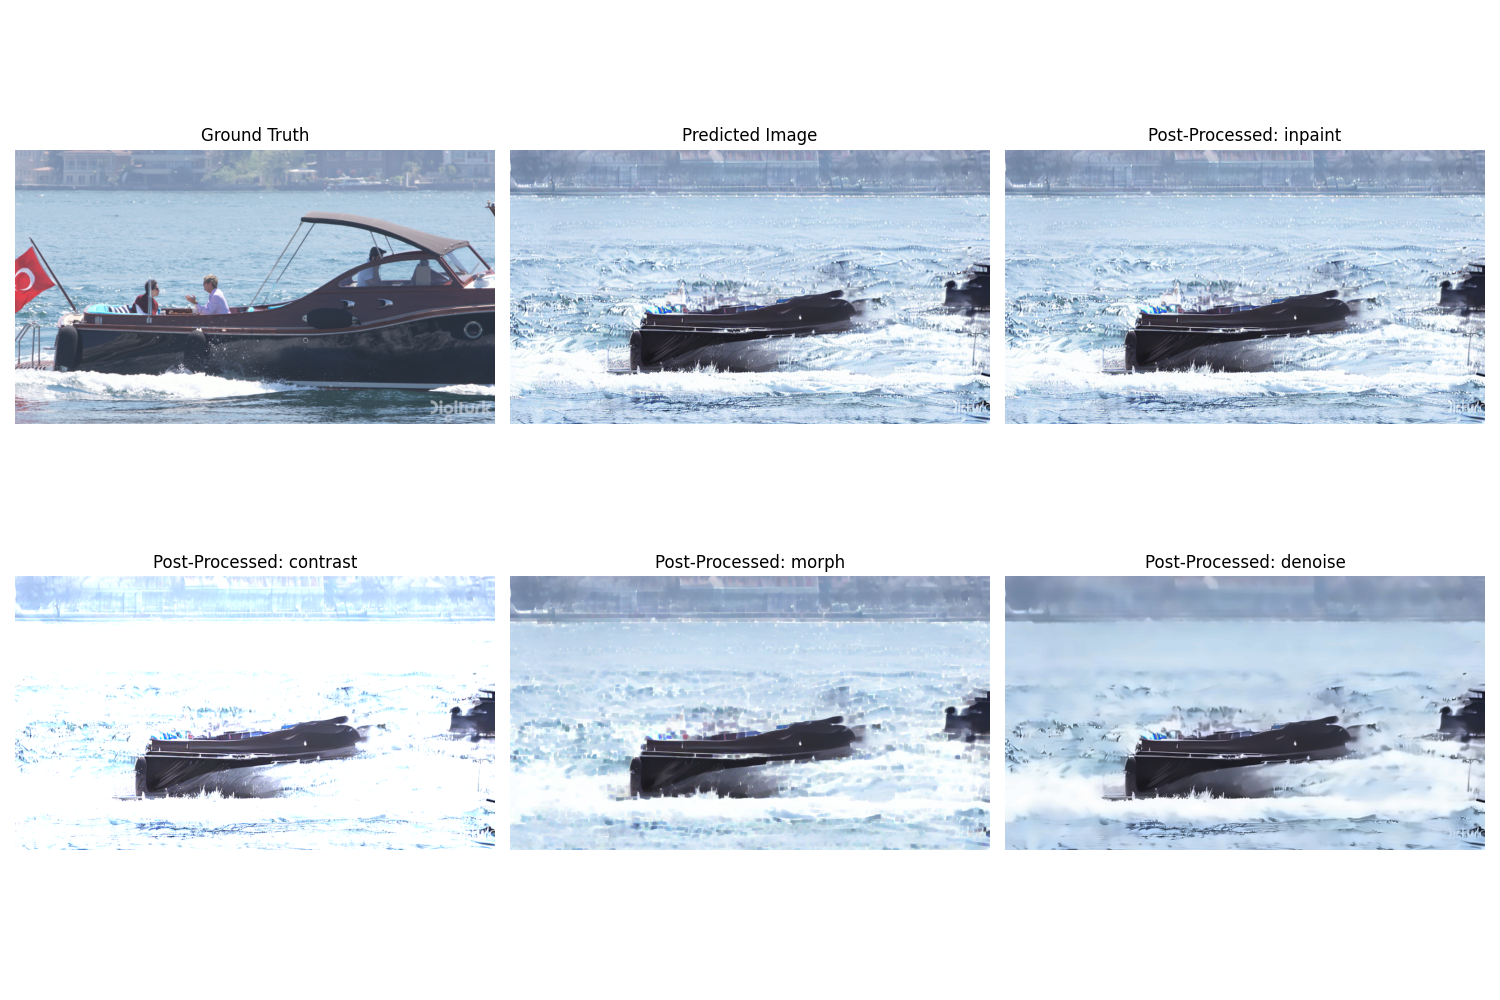 Ground Truth
Predicted Image
Post-Processed: inpaint
Post-Processed: contrast
Post-Processed: morph
Post-Processed: denoise